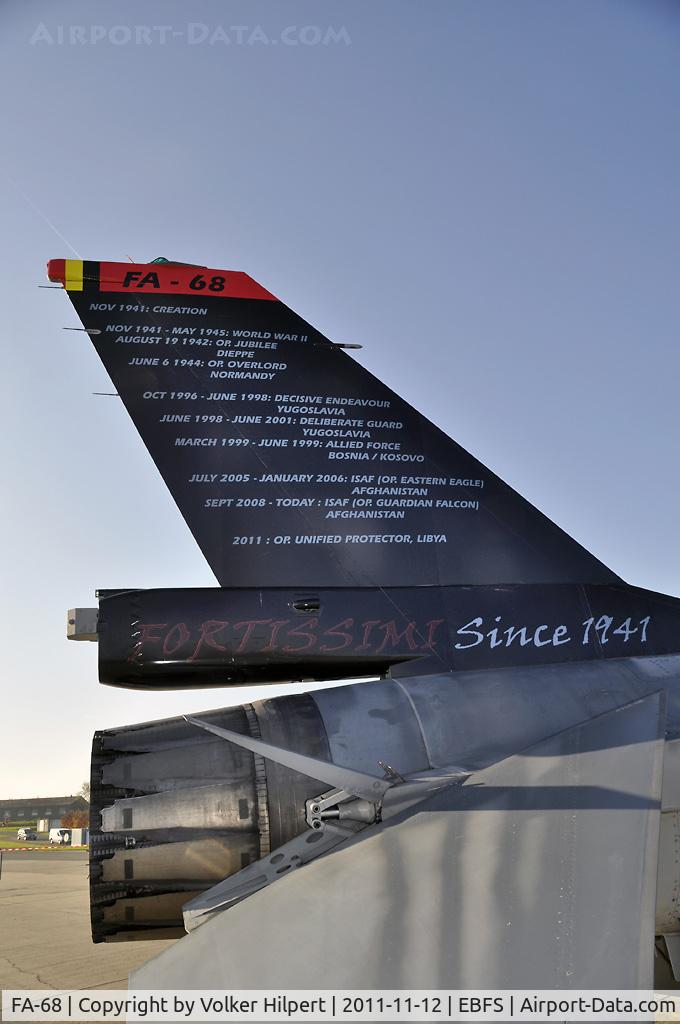 AIRPORT-DATA.COM
FA - 68
NOV 1941: CREATION
NOV 1941 - MAY 1945: WORLD WAR II
AUGUST 19 1942: OP. JUBILEE
DIEPPE
JUNE 6 1944: OP. OVERLORD
NORMANDY
OCT 1996 - JUNE 1998: DECISIVE ENDEAVOUR
YUGOSLAVIA
JUNE 1998 - JUNE 2001: DELIBERATE GUARD
YUGOSLAVIA
MARCH 1999 - JUNE 1999: ALLIED FORCE
BOSNIA / KOSOVO
JULY 2005 - JANUARY 2006: ISAF (OP. EASTERN EAGLE)
AFGHANISTAN
SEPT 2008 - TODAY : ISAF (OP. GUARDIAN FALCON)
AFGHANISTAN
2011 : OP. UNIFIED PROTECTOR, LIBYA
FORTISSIMI Since 1941
FA-68 | Copyright by Volker Hilpert | 2011-11-12 | EBFS | Airport-Data.com